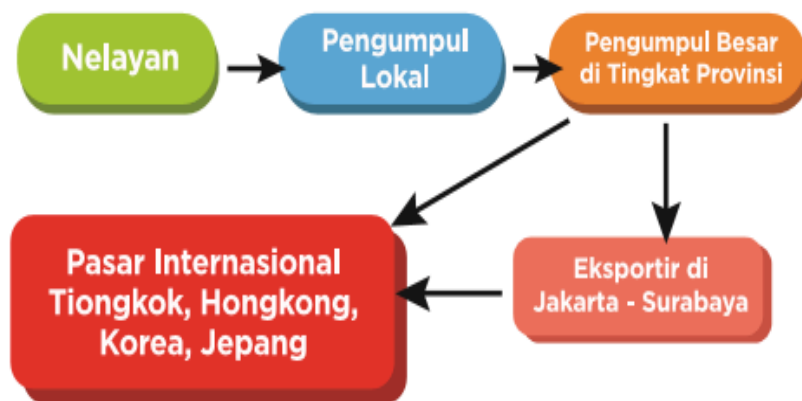 Nelayan
Pengumpul
Lokal
Pengumpul Besar
di Tingkat Provinsi
Pasar Internasional
Tiongkok, Hongkong,
Korea, Jepang
Eksportir di
Jakarta - Surabaya